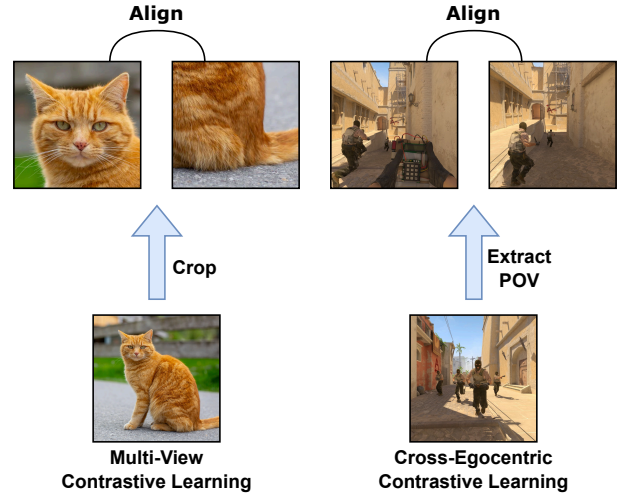 Align
Align
Crop
Extract
POV
Multi-View
Contrastive Learning
Cross-Egocentric
Contrastive Learning